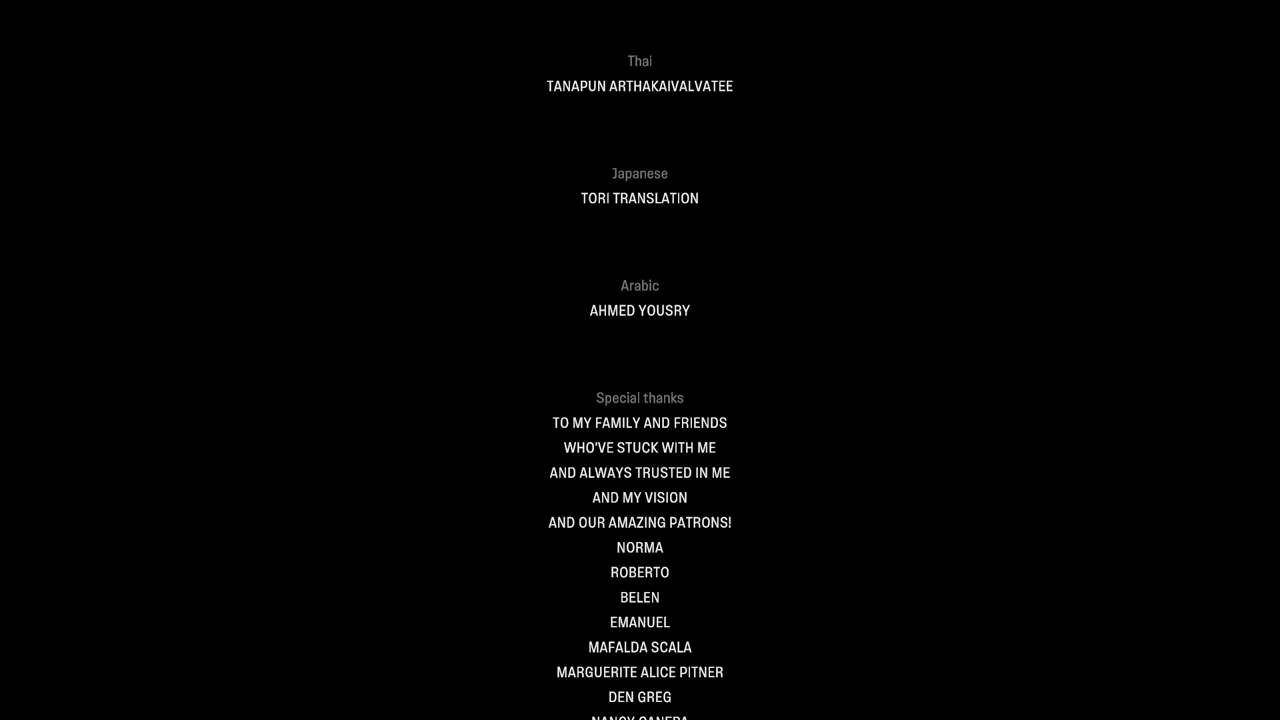 Thai
TANAPUN ARTHAKAIVALVATEE
Japanese
TORI TRANSLATION
Arabic
AHMED YOUSRY
Special thanks
TO MY FAMILY AND FRIENDS
WHO'VE STUCK WITH ME
AND ALWAYS TRUSTED IN ME
AND MY VISION
AND OUR AMAZING PATRONS!
NORMA
ROBERTO
BELEN
EMANUEL
MAFALDA SCALA
MARGUERITE ALICE PITNER
DEN GREG